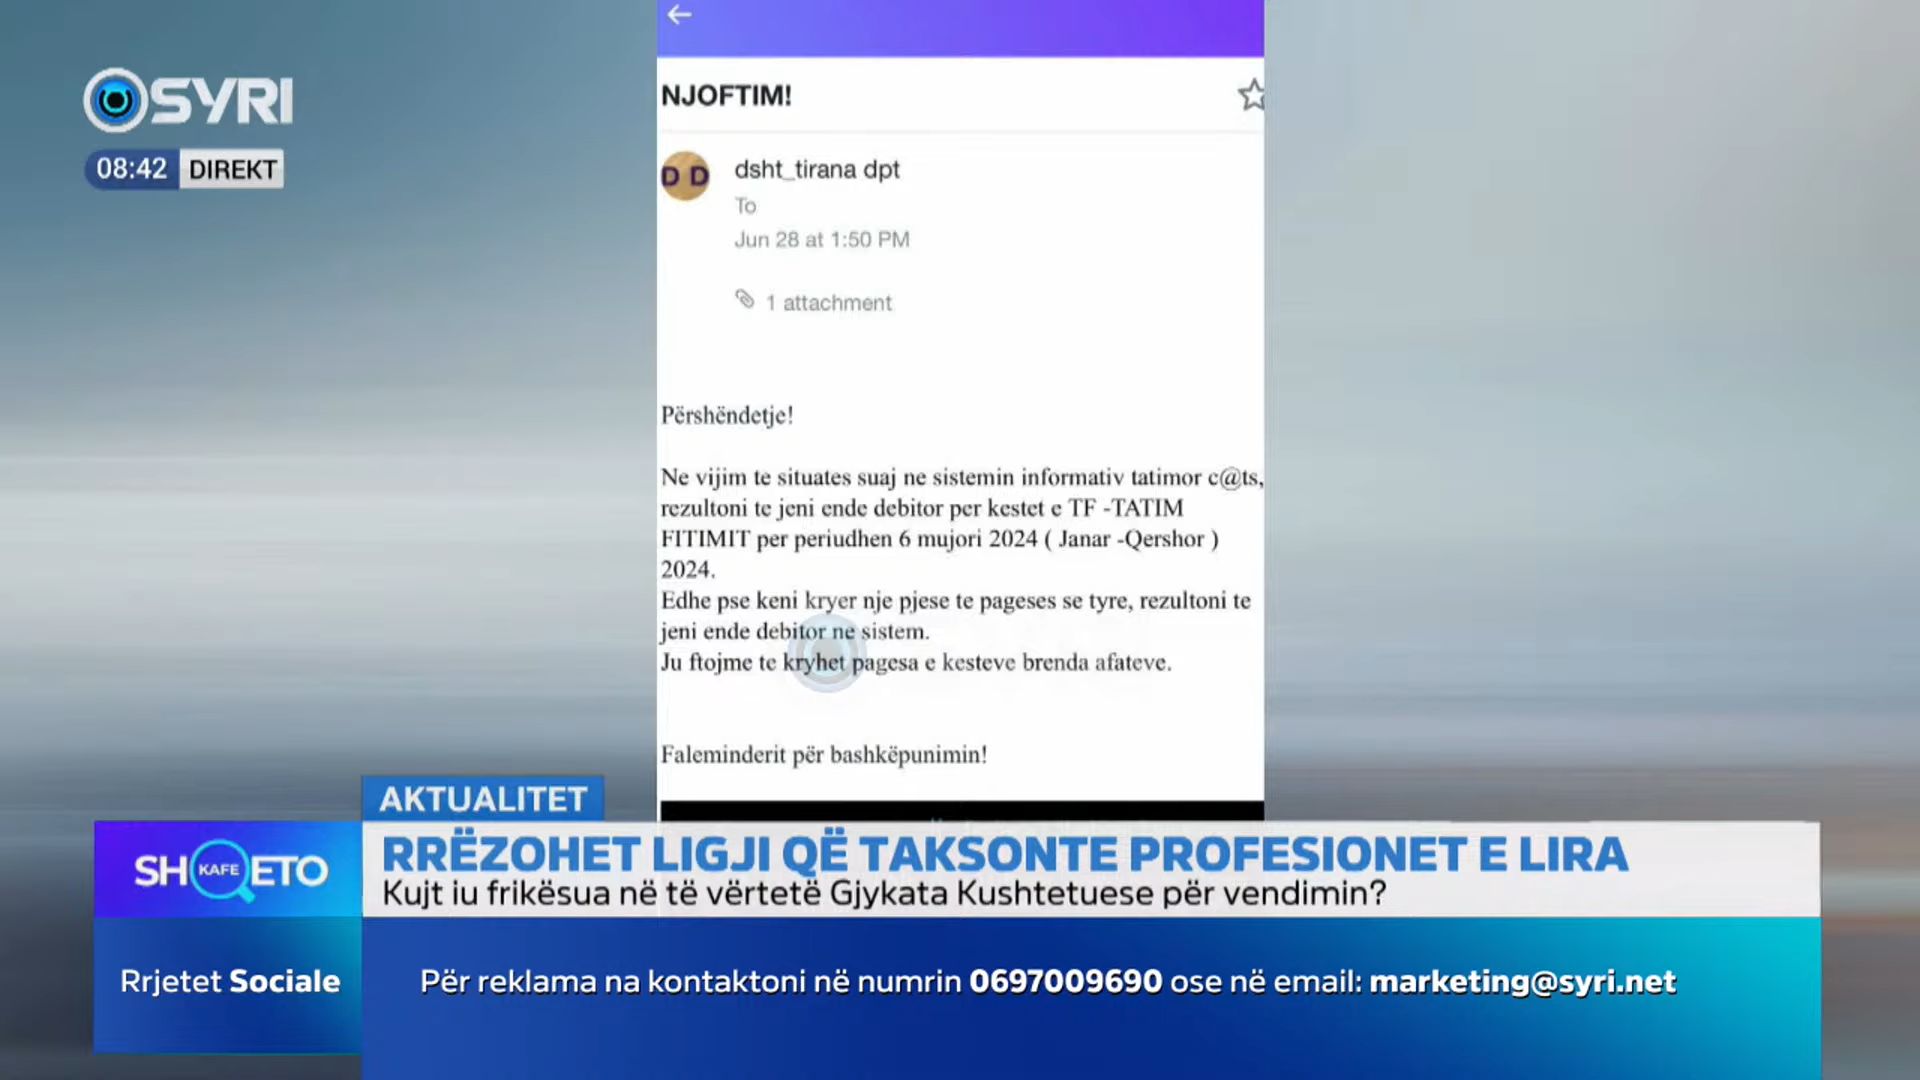 SYRI
08:42 DIREKT
NJOFTIM!
D D
dsht_tirana dpt
To
Jun 28 at 1:50 PM
1 attachment
Përshëndetje!
Ne vijim te situates suaj ne sistemin informativ tatimor c@ts,
rezultoni te jeni ende debitor per kestet e TF -TATIM
FITIMIT per periudhen 6 mujori 2024 ( Janar -Qershor )
2024.
Edhe pse keni kryer nje pjese te pageses se tyre, rezultoni te
jeni ende debitor ne sistem.
Ju ftojme te kryhet pagesa e kesteve brenda afateve.
Faleminderit për bashkëpunimin!
AKTUALITET
SHQETO
KAFE
RRËZOHET LIGJI QË TAKSONTE PROFESIONET E LIRA
Kujt iu frikësua në të vërtetë Gjykata Kushtetuese për vendimin?
Rrjetet Sociale
Për reklama na kontaktoni në numrin 0697009690 ose në email: marketing@syri.net